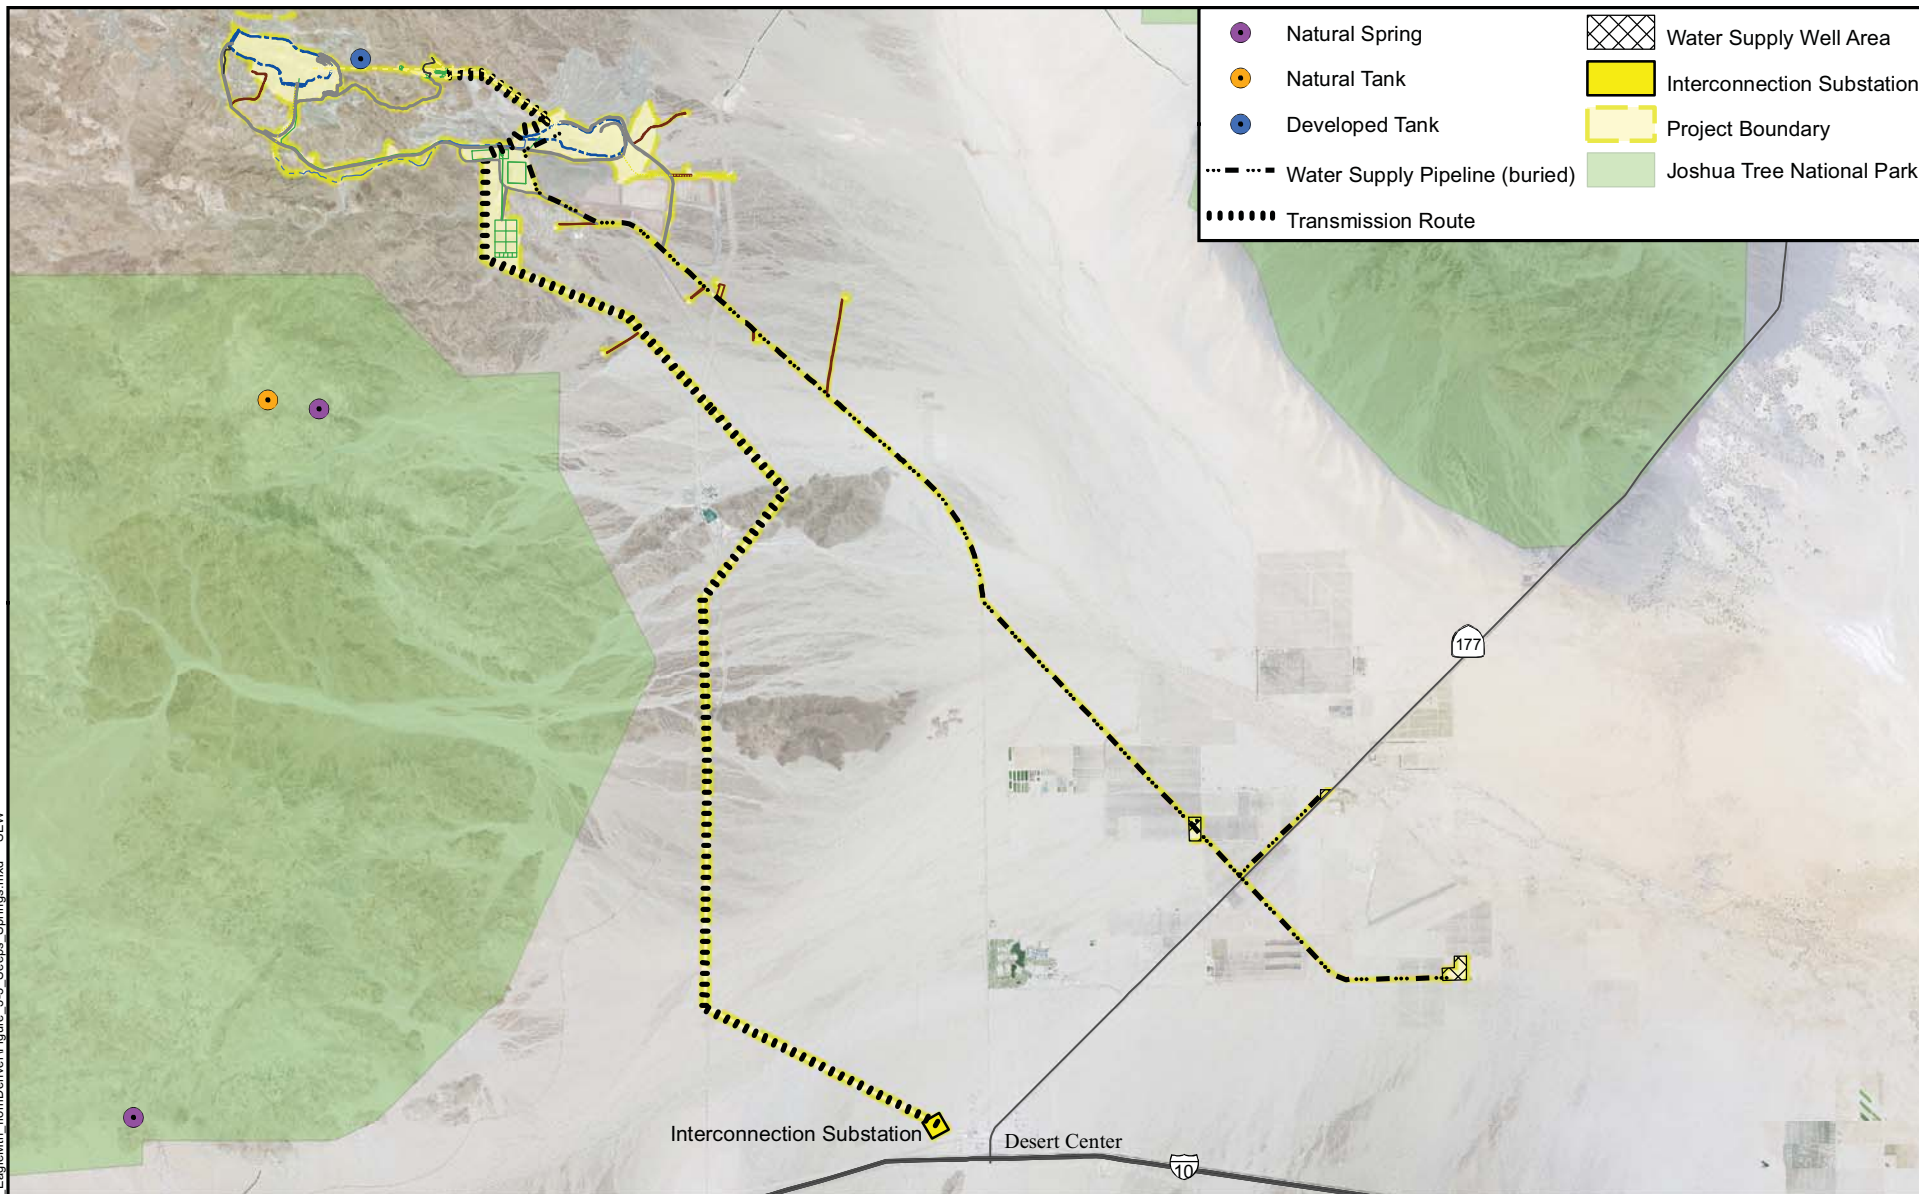 Natural Spring
Natural Tank
Developed Tank
Water Supply Pipeline (buried)
Transmission Route
Water Supply Well Area
Interconnection Substation
Project Boundary
Joshua Tree National Park
177
Interconnection Substation
Desert Center
10